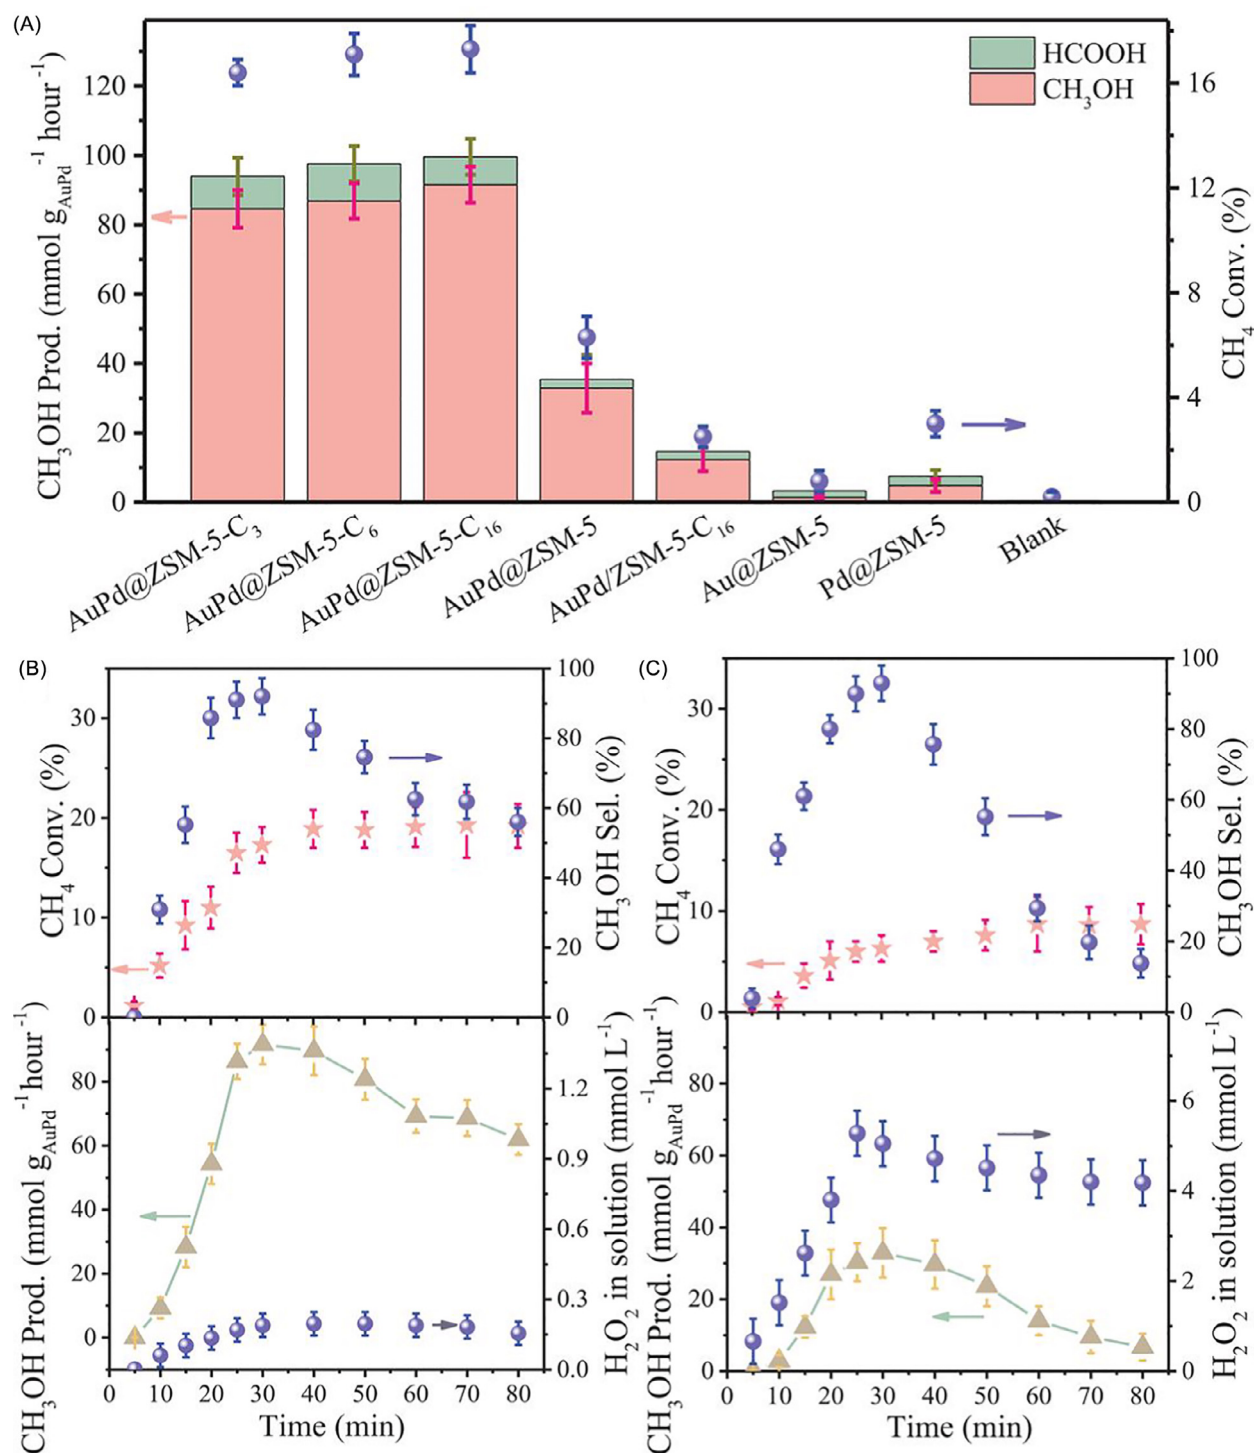 (A)
CH₃OH Prod. (mmol g_AuPd⁻¹ hour⁻¹)
120
100
80
60
40
20
0
HCOOH
CH₃OH
16
12
8
4
0
CH₄ Conv. (%)
AuPd@ZSM-5-C₃
AuPd@ZSM-5-C₆
AuPd@ZSM-5-C₁₆
AuPd@ZSM-5
AuPd/ZSM-5-C₁₆
Au@ZSM-5
Pd@ZSM-5
Blank
(B)
CH₄ Conv. (%)
30
20
10
0
100
80
60
40
20
0
CH₃OH Sel. (%)
CH₃OH Prod. (mmol g_AuPd⁻¹ hour⁻¹)
80
60
40
20
0
1.2
0.9
0.6
0.3
0.0
H₂O₂ in solution (mmol L⁻¹)
0 10 20 30 40 50 60 70 80
Time (min)
(C)
CH₄ Conv. (%)
30
20
10
0
100
80
60
40
20
0
CH₃OH Sel. (%)
CH₃OH Prod. (mmol g_AuPd⁻¹ hour⁻¹)
80
60
40
20
0
6
4
2
0
H₂O₂ in solution (mmol L⁻¹)
0 10 20 30 40 50 60 70 80
Time (min)